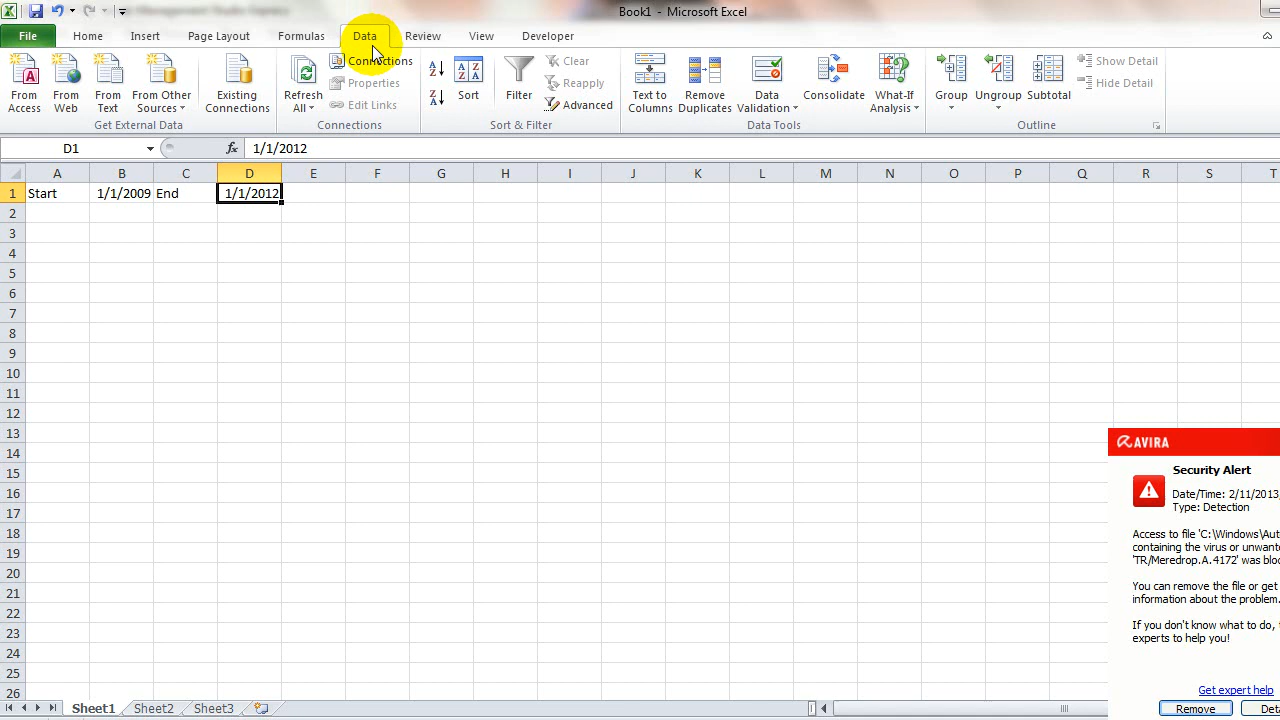 Book1 - Microsoft Excel
File Home Insert Page Layout Formulas Data Review View Developer
From Access
From Web
From Text
From Other Sources
Existing Connections
Get External Data
Refresh All
Connections
Properties
Edit Links
Connections
Sort
Filter
Clear
Reapply
Advanced
Sort & Filter
Text to Columns
Remove Duplicates
Data Validation
Consolidate
What-If Analysis
Data Tools
Group
Ungroup
Subtotal
Show Detail
Hide Detail
Outline
D1 fx 1/1/2012
A B C D E F G H I J K L M N O P Q R S T
1 Start 1/1/2009 End 1/1/2012
2
3
4
5
6
7
8
9
10
11
12
13
14
15
16
17
18
19
20
21
22
23
24
25
26
AVIRA
Security Alert
Date/Time: 2/11/2013
Type: Detection
Access to file 'C:\Windows\Aut
containing the virus or unwant
'TR/Meredrop.A.4172' was bloc
You can remove the file or get
information about the problem.
If you don't know what to do, t
experts to help you!
Get expert help
Remove Deta
Sheet1 Sheet2 Sheet3